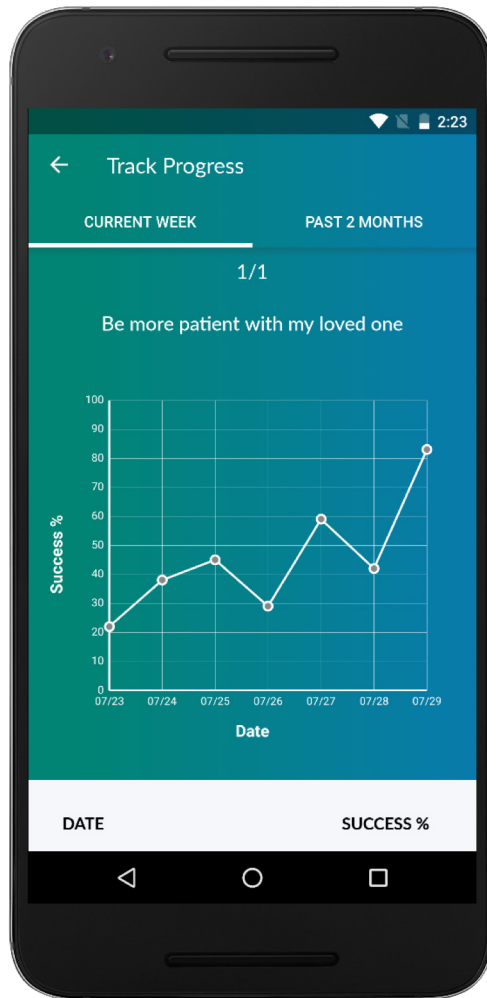 2:23
Track Progress
CURRENT WEEK PAST 2 MONTHS
1/1
Be more patient with my loved one
100
90
80
70
60
50
40
30
20
10
0
Success %
07/23 07/24 07/25 07/26 07/27 07/28 07/29
Date
DATE SUCCESS %